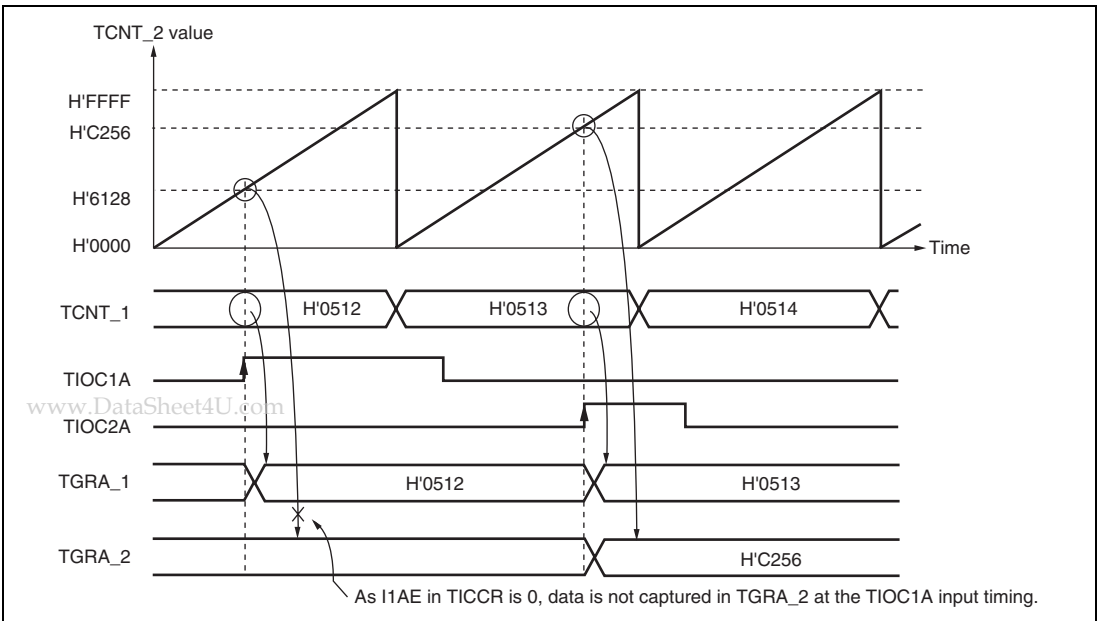 TCNT_2 value
H'FFFF
H'C256
H'6128
H'0000
Time
TCNT_1
H'0512
H'0513
H'0514
TIOC1A
www.DataSheet4U.com
TIOC2A
TGRA_1
H'0512
H'0513
TGRA_2
H'C256
As I1AE in TICCR is 0, data is not captured in TGRA_2 at the TIOC1A input timing.